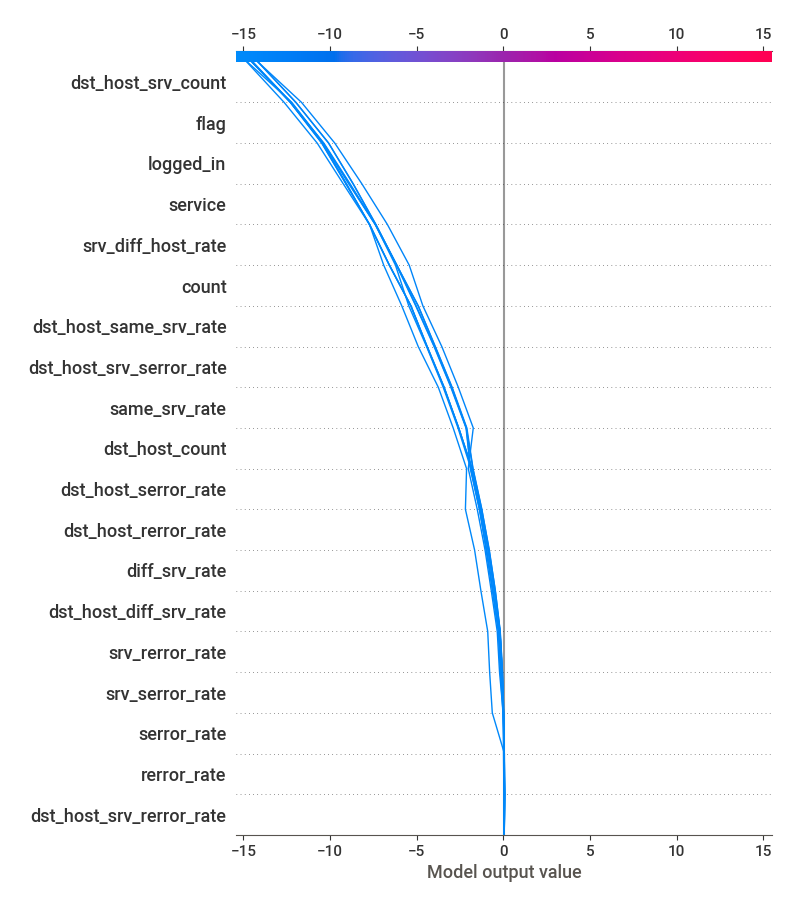 −15 −10 −5 0 5 10 15
dst_host_srv_count
flag
logged_in
service
srv_diff_host_rate
count
dst_host_same_srv_rate
dst_host_srv_serror_rate
same_srv_rate
dst_host_count
dst_host_serror_rate
dst_host_rerror_rate
diff_srv_rate
dst_host_diff_srv_rate
srv_rerror_rate
srv_serror_rate
serror_rate
rerror_rate
dst_host_srv_rerror_rate
−15 −10 −5 0 5 10 15
Model output value